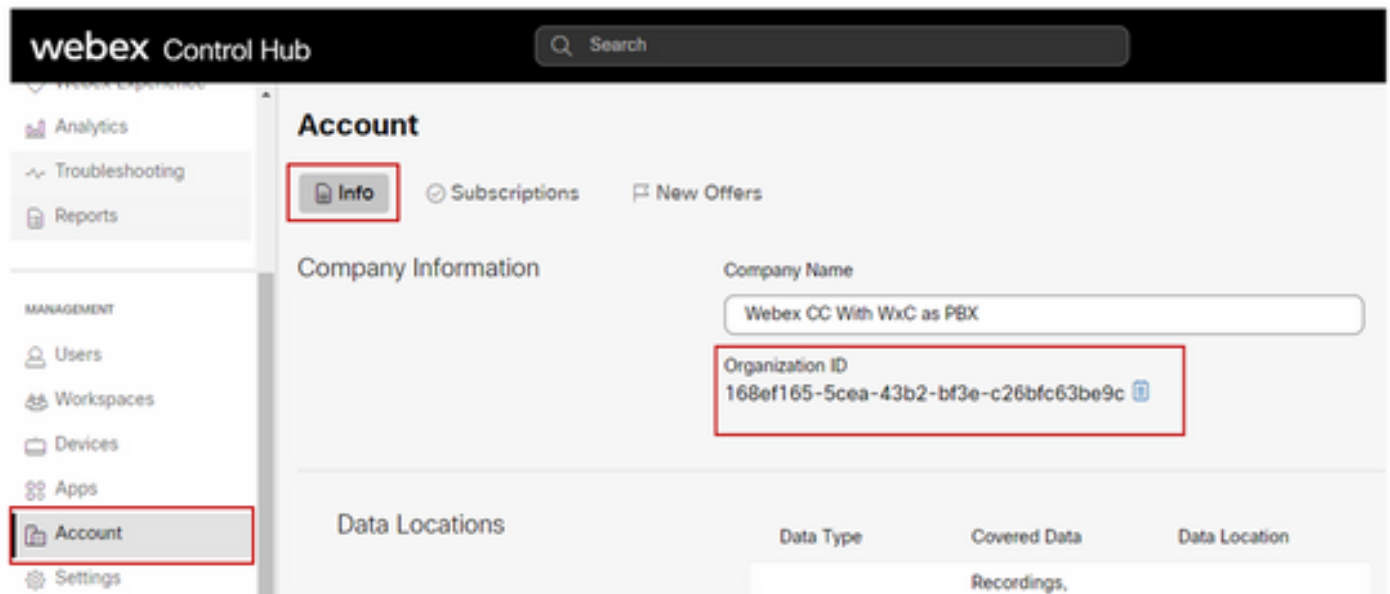 webex Control Hub
Search
Webex Experience
Analytics
Troubleshooting
Reports
MANAGEMENT
Users
Workspaces
Devices
Apps
Account
Settings
Account
Info
Subscriptions
New Offers
Company Information
Company Name
Webex CC With WxC as PBX
Organization ID
168ef165-5cea-43b2-bf3e-c26bfc63be9c
Data Locations
Data Type
Covered Data
Data Location
Recordings,